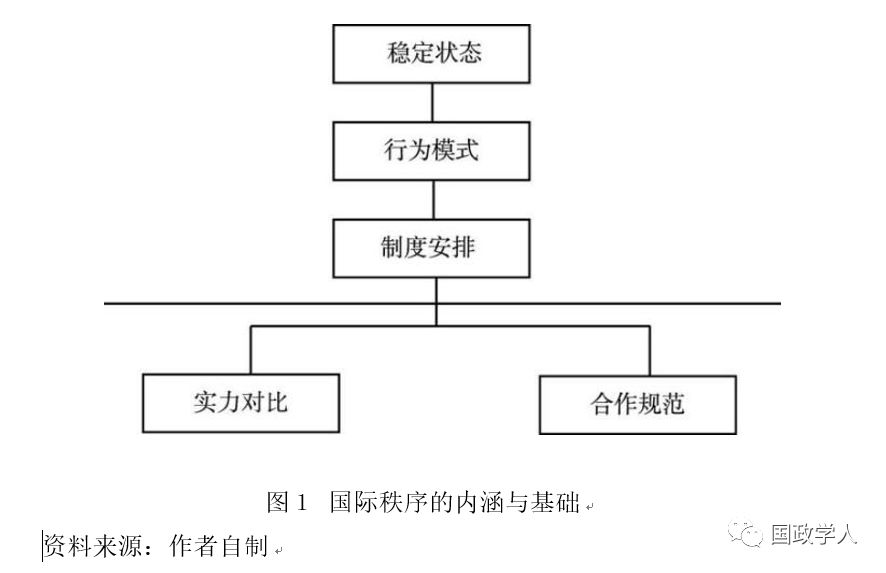 稳定状态
行为模式
制度安排
实力对比
合作规范
图 1 国际秩序的内涵与基础
资料来源：作者自制
国政学人